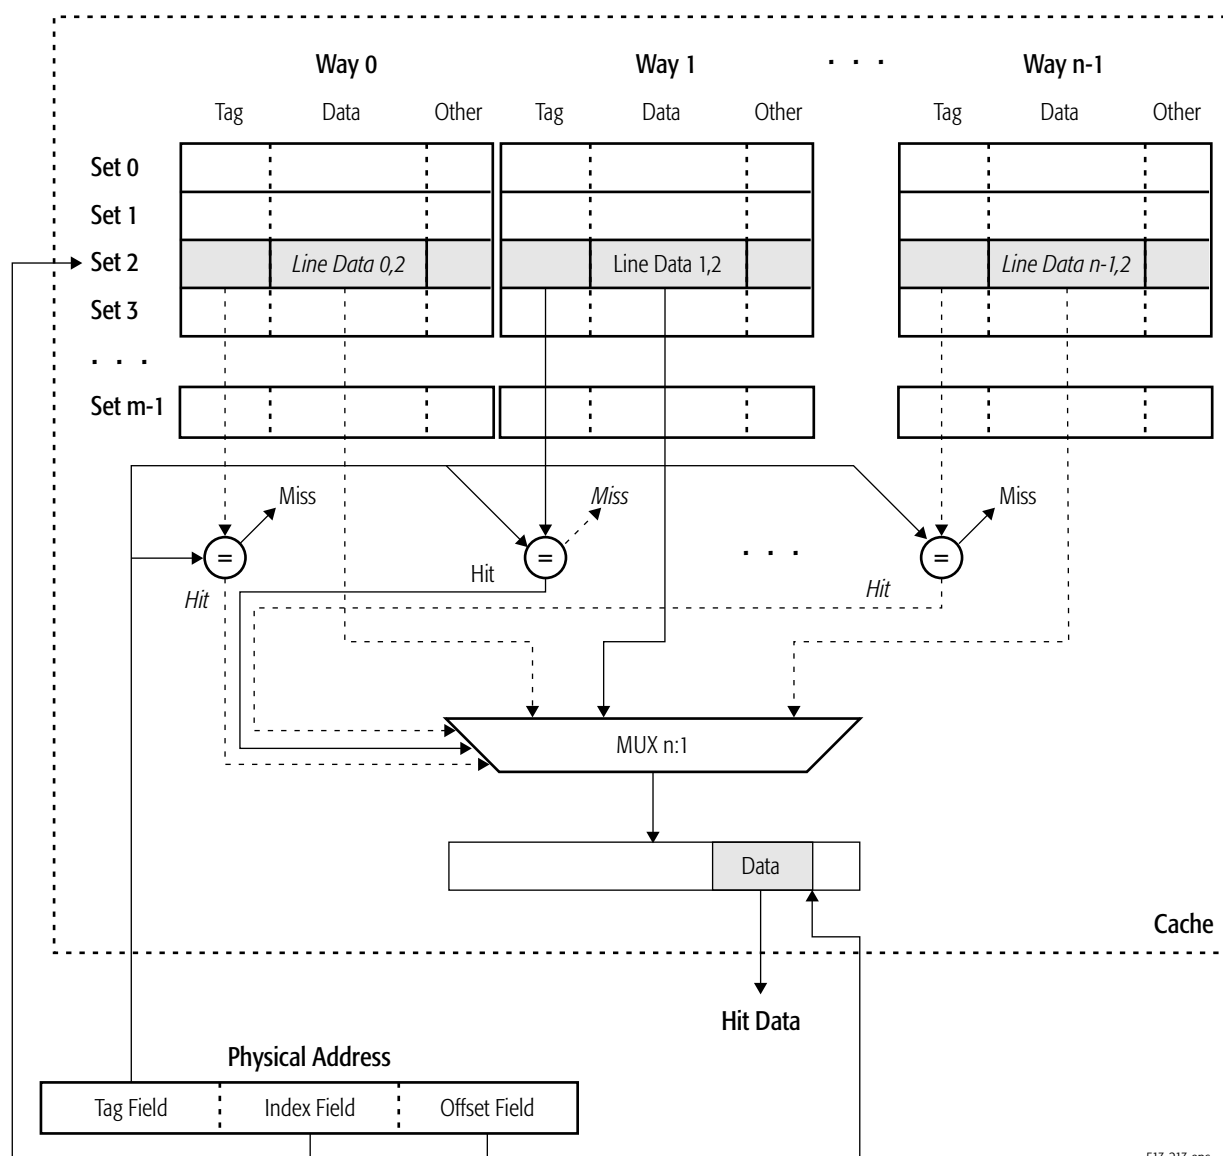 Way 0 Way 1 . . . Way n-1
Tag Data Other Tag Data Other Tag Data Other
Set 0
Set 1
Set 2 Line Data 0,2 Line Data 1,2 Line Data n-1,2
Set 3
. . .
Set m-1
Miss Miss Miss
= = . . . =
Hit Hit Hit
MUX n:1
Data
Cache
Hit Data
Physical Address
Tag Field Index Field Offset Field